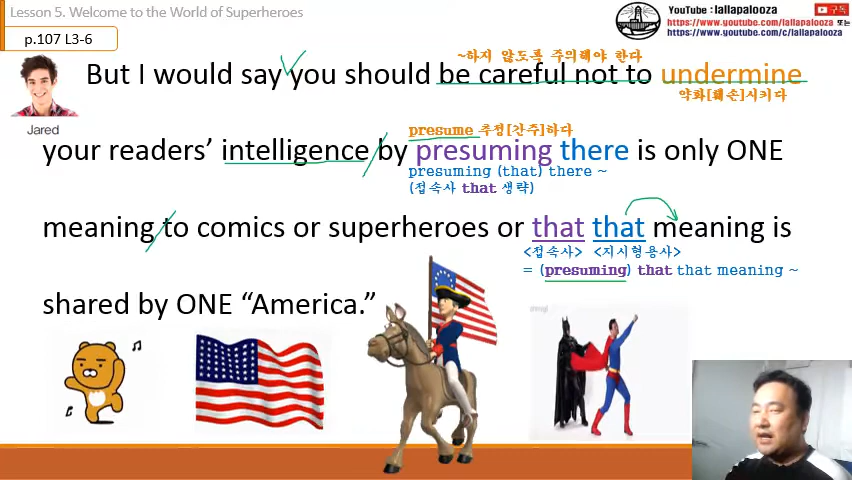 Lesson 5. Welcome to the World of Superheroes
YouTube : lallapalooza 구독
https://www.youtube.com/lallapalooza 또는
https://www.youtube.com/c/lallapalooza
p.107 L3-6
~하지 않도록 주의해야 한다
But I would say you should be careful not to undermine
약화[훼손]시키다
Jared
presume 추정[간주]하다
your readers’ intelligence by presuming there is only ONE
presuming (that) there ~
(접속사 that 생략)
meaning to comics or superheroes or that that meaning is
<접속사> <지시형용사>
= (presuming) that that meaning ~
shared by ONE “America.”